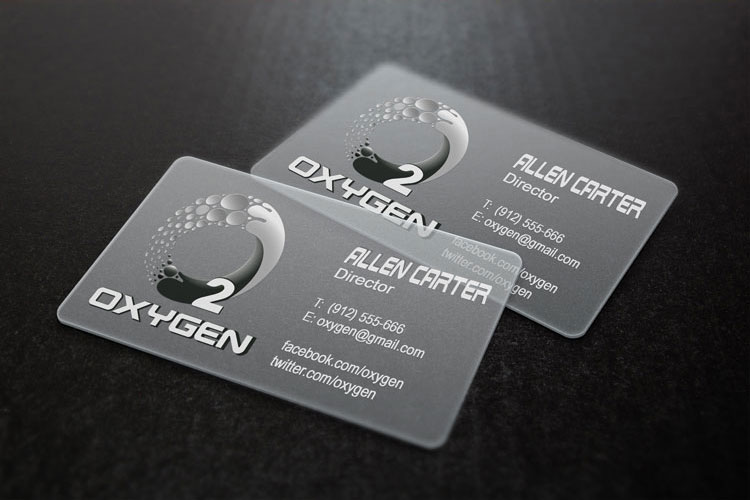 2
OXYGEN
ALLEN CARTER
Director
T: (912) 555-666
E: oxygen@gmail.com
facebook.com/oxygen
twitter.com/oxygen
2
OXYGEN
ALLEN CARTER
Director
T: (912) 555-666
E: oxygen@gmail.com
facebook.com/oxygen
twitter.com/oxygen